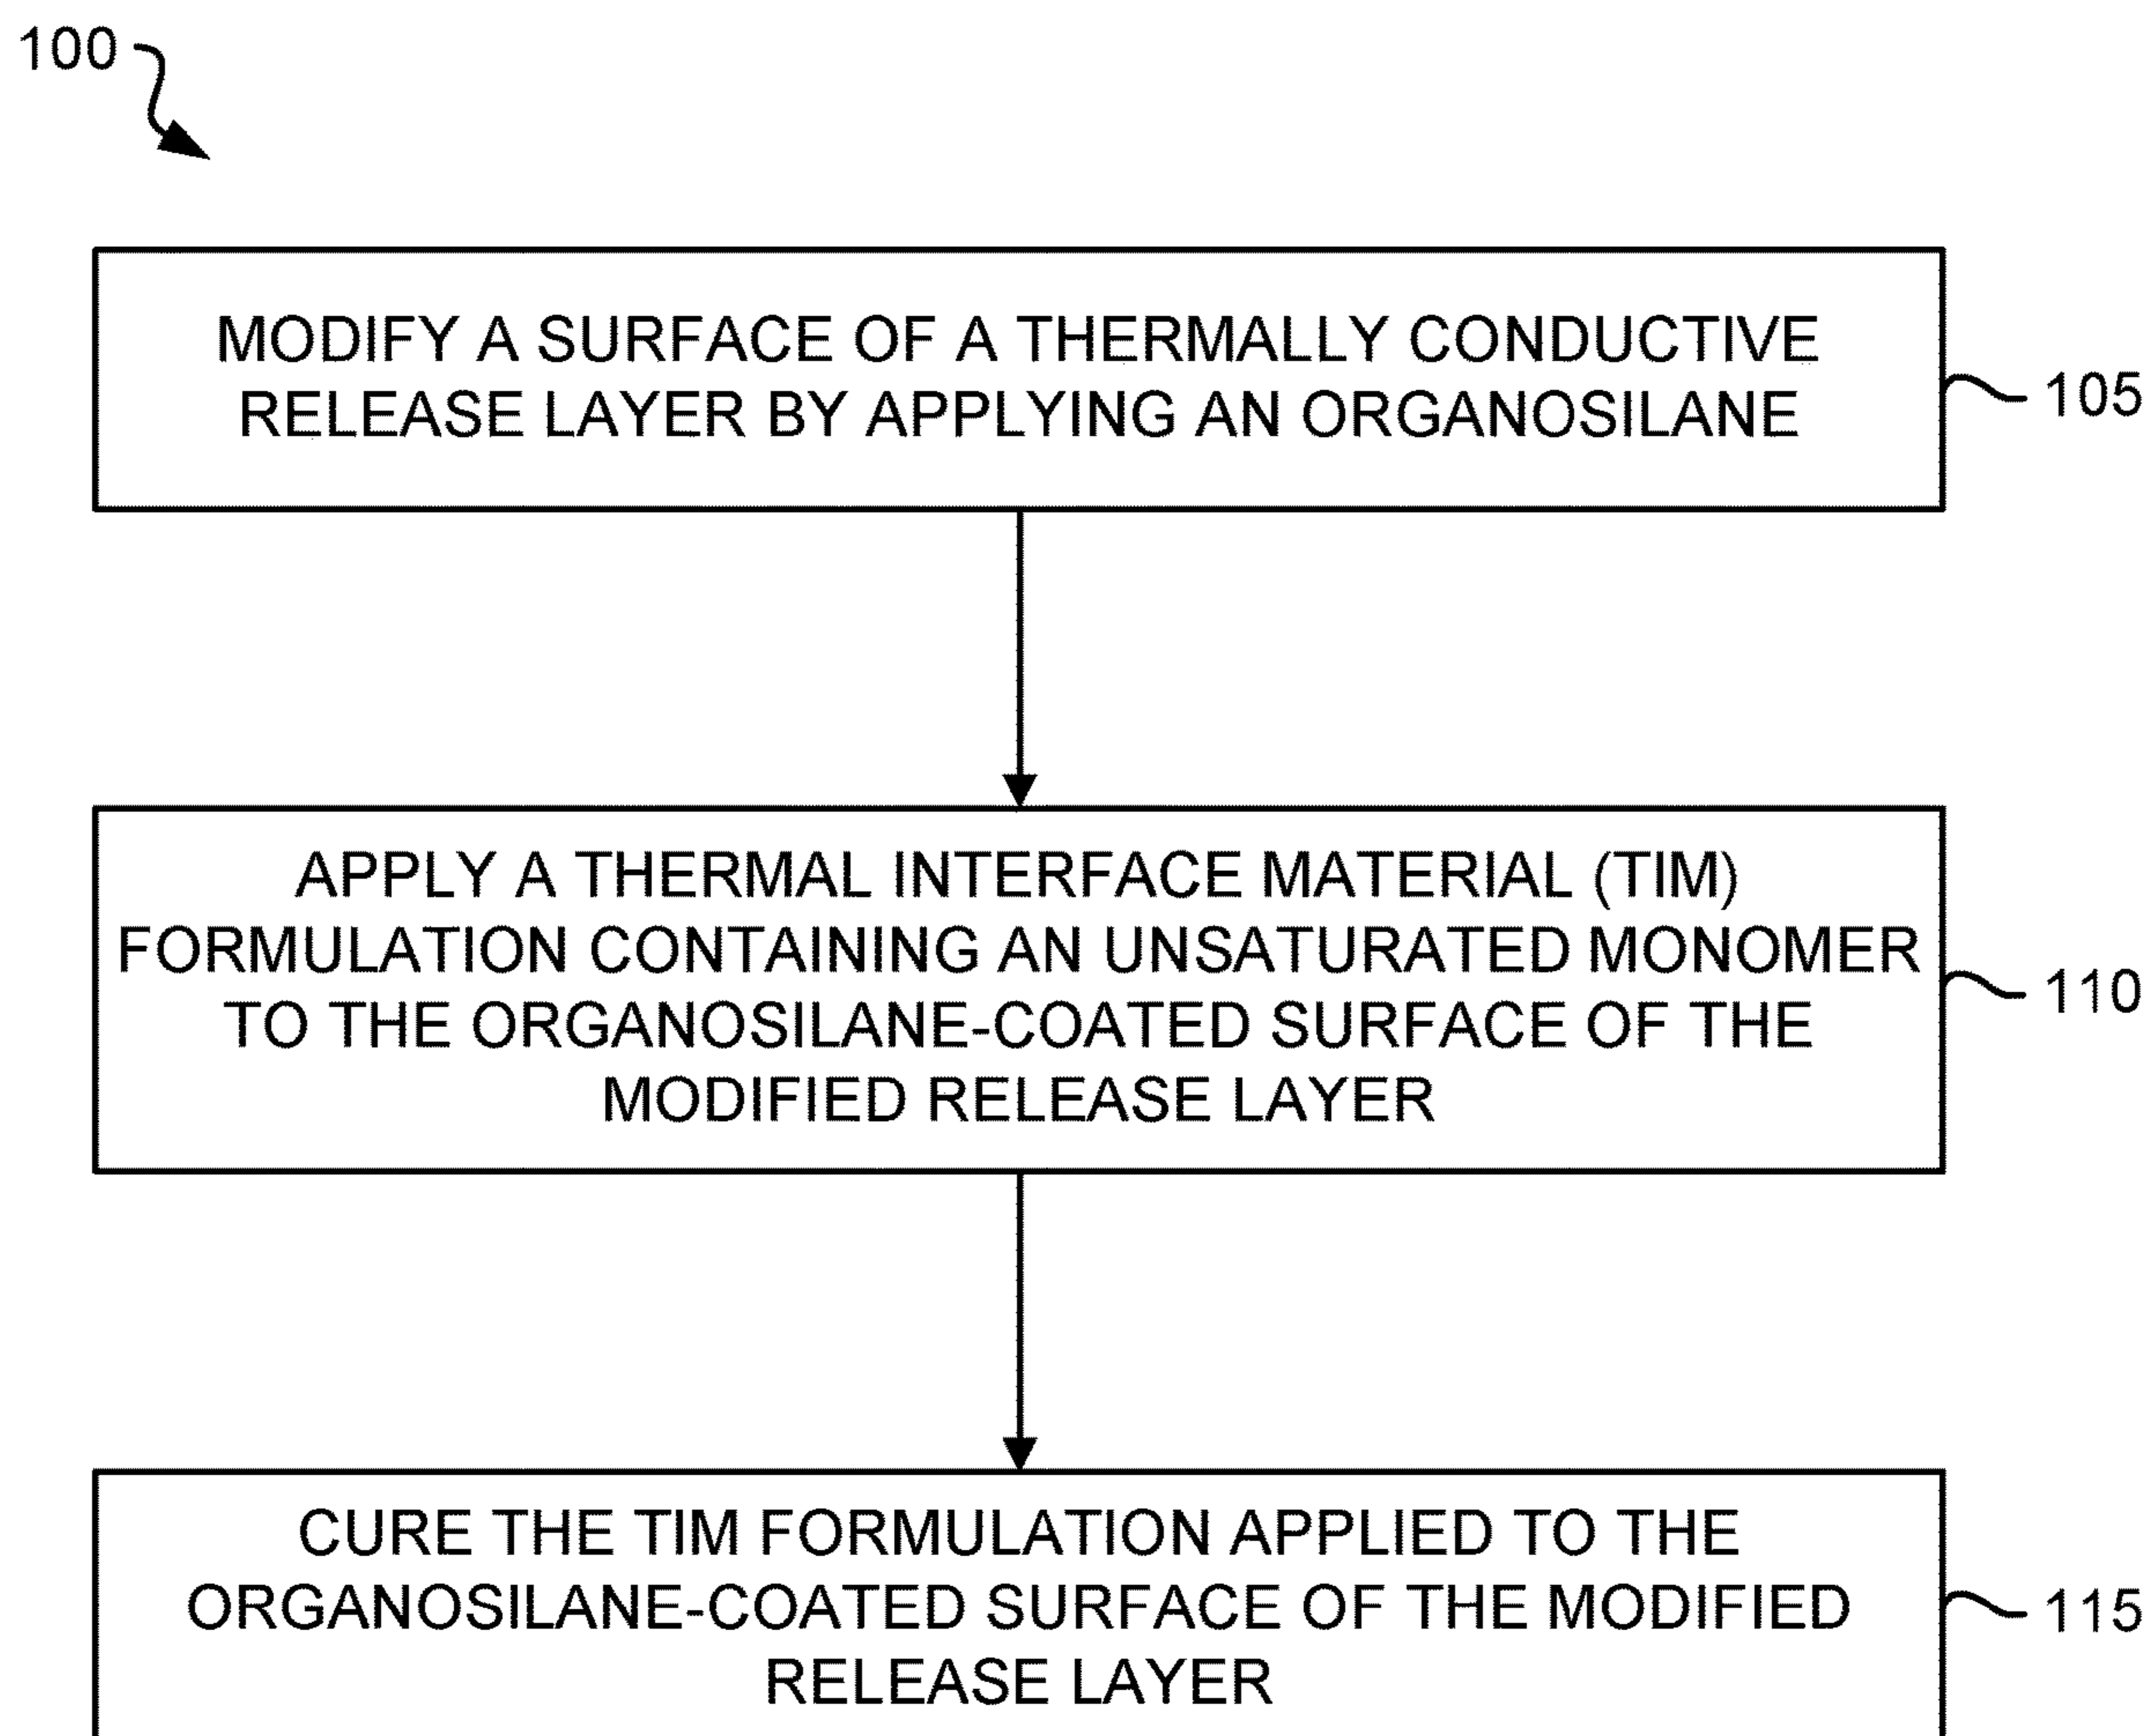 100
MODIFY A SURFACE OF A THERMALLY CONDUCTIVE
RELEASE LAYER BY APPLYING AN ORGANOSILANE
105
APPLY A THERMAL INTERFACE MATERIAL (TIM)
FORMULATION CONTAINING AN UNSATURATED MONOMER
TO THE ORGANOSILANE-COATED SURFACE OF THE
MODIFIED RELEASE LAYER
110
CURE THE TIM FORMULATION APPLIED TO THE
ORGANOSILANE-COATED SURFACE OF THE MODIFIED
RELEASE LAYER
115